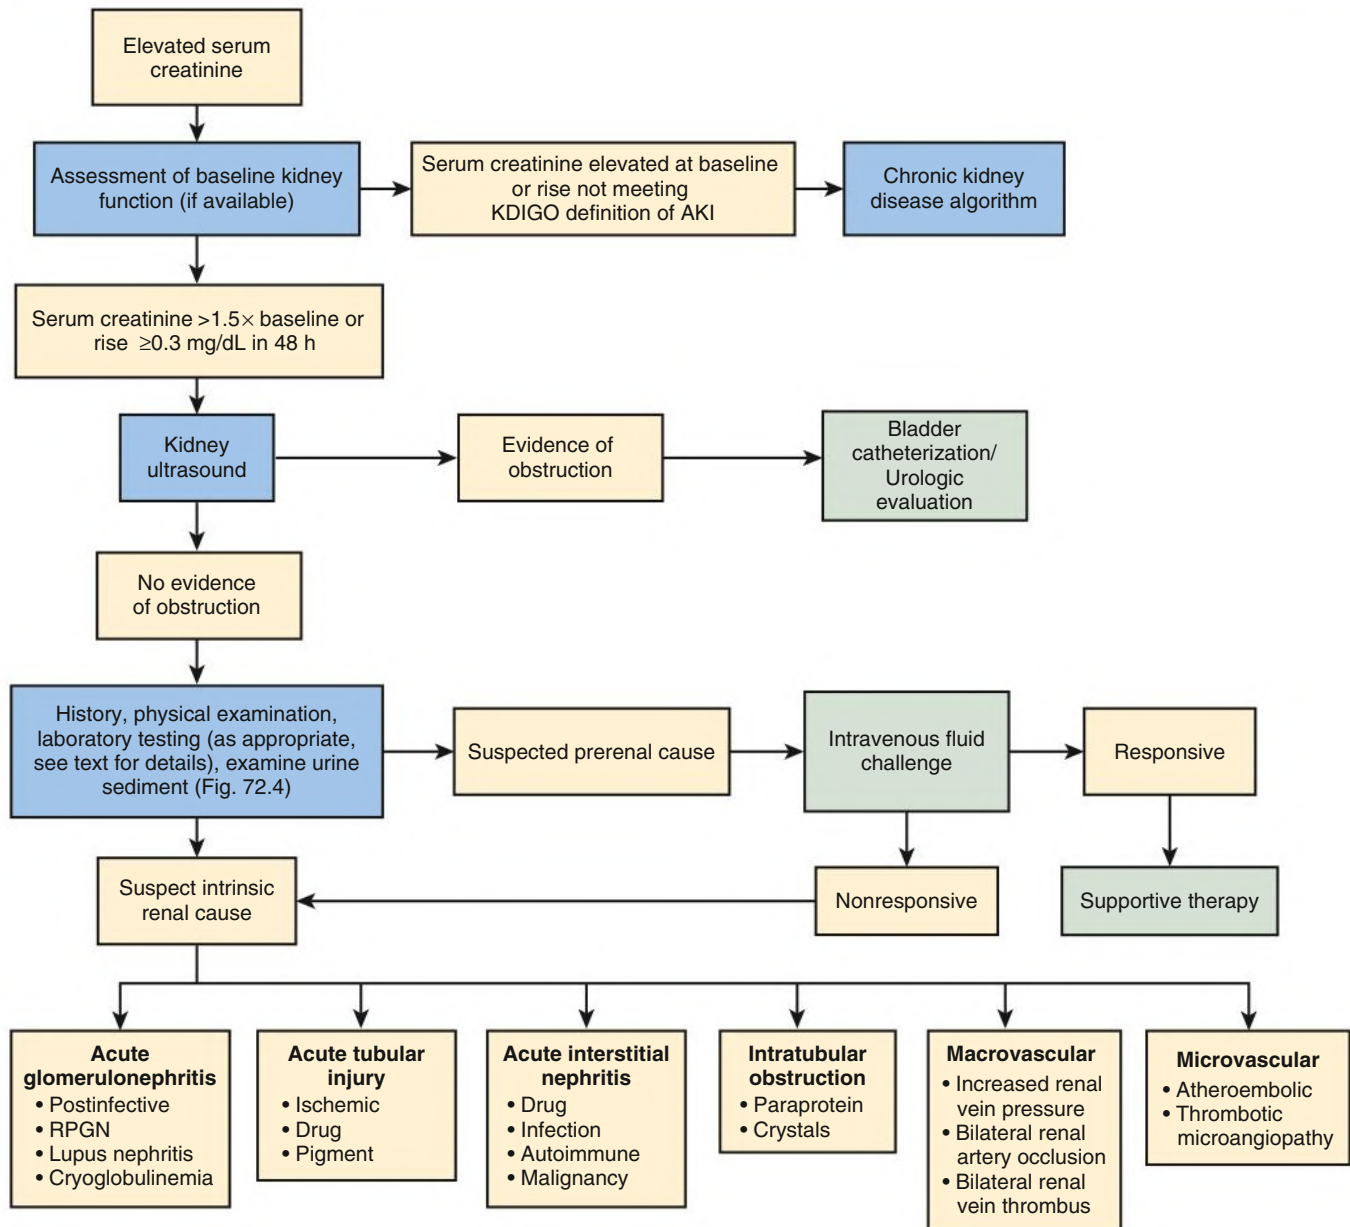 Elevated serum
creatinine
Assessment of baseline kidney
function (if available)
Serum creatinine elevated at baseline
or rise not meeting
KDIGO definition of AKI
Chronic kidney
disease algorithm
Serum creatinine >1.5× baseline or
rise ≥0.3 mg/dL in 48 h
Kidney
ultrasound
Evidence of
obstruction
Bladder
catheterization/
Urologic
evaluation
No evidence
of obstruction
History, physical examination,
laboratory testing (as appropriate,
see text for details), examine urine
sediment (Fig. 72.4)
Suspected prerenal cause
Intravenous fluid
challenge
Responsive
Suspect intrinsic
renal cause
Nonresponsive
Supportive therapy
Acute
glomerulonephritis
• Postinfective
• RPGN
• Lupus nephritis
• Cryoglobulinemia
Acute tubular
injury
• Ischemic
• Drug
• Pigment
Acute interstitial
nephritis
• Drug
• Infection
• Autoimmune
• Malignancy
Intratubular
obstruction
• Paraprotein
• Crystals
Macrovascular
• Increased renal
vein pressure
• Bilateral renal
artery occlusion
• Bilateral renal
vein thrombus
Microvascular
• Atheroembolic
• Thrombotic
microangiopathy